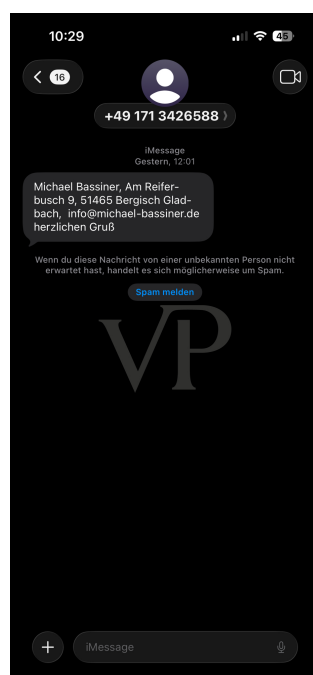 10:29
45
16
+49 171 3426588
iMessage
Gestern, 12:01
Michael Bassiner, Am Reifer-
busch 9, 51465 Bergisch Glad-
bach,  info@michael-bassiner.de
herzlichen Gruß
Wenn du diese Nachricht von einer unbekannten Person nicht
erwartet hast, handelt es sich möglicherweise um Spam.
Spam melden
VP
iMessage